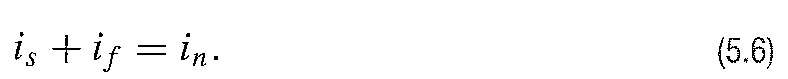 i_s + i_f = i_n. (5.6)